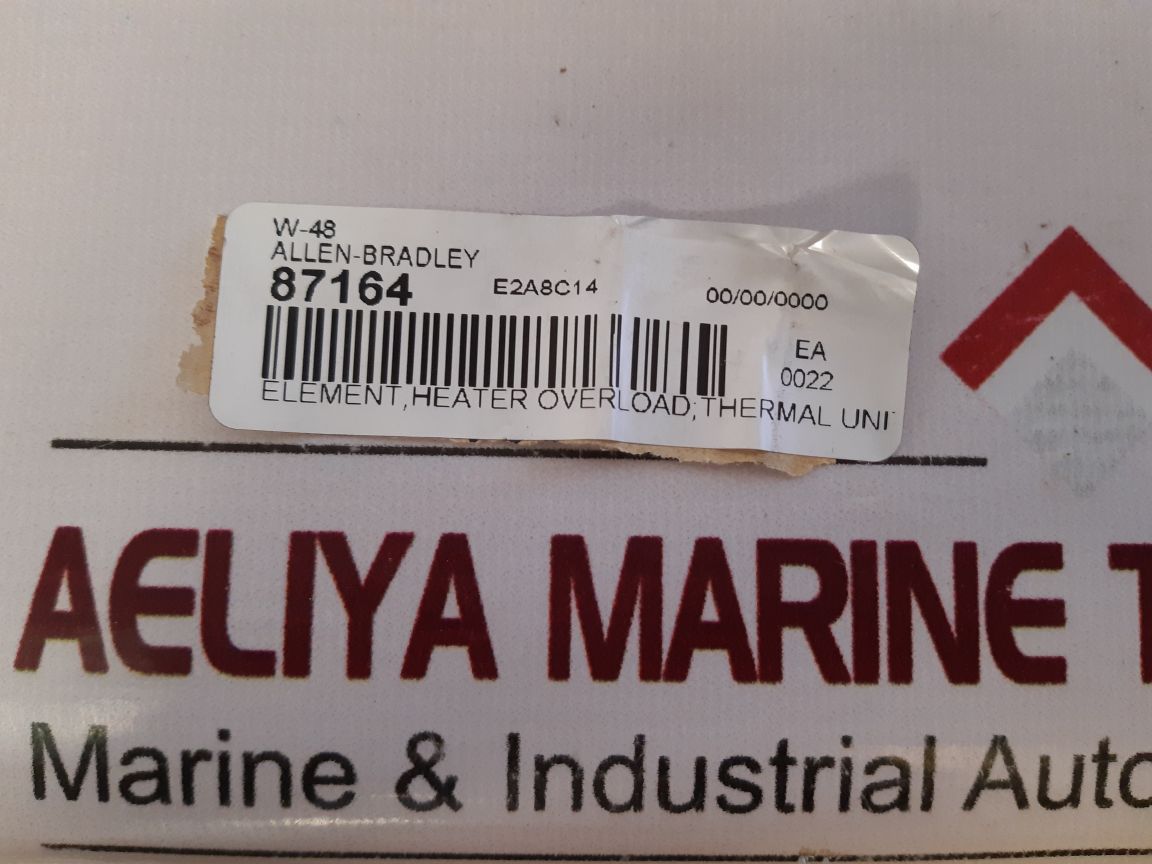 W-48
ALLEN-BRADLEY
87164 E2A8C14 00/00/0000
EA
0022
ELEMENT,HEATER OVERLOAD;THERMAL UNI
AELIYA MARINE T
Marine & Industrial Auto